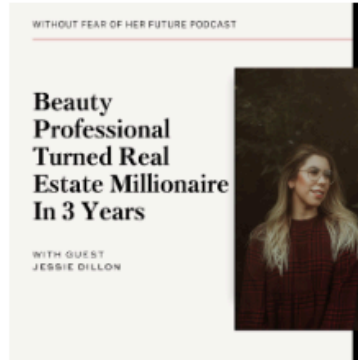 WITHOUT FEAR OF HER FUTURE PODCAST
Beauty
Professional
Turned Real
Estate Millionaire
In 3 Years
WITH GUEST
JESSIE DILLON